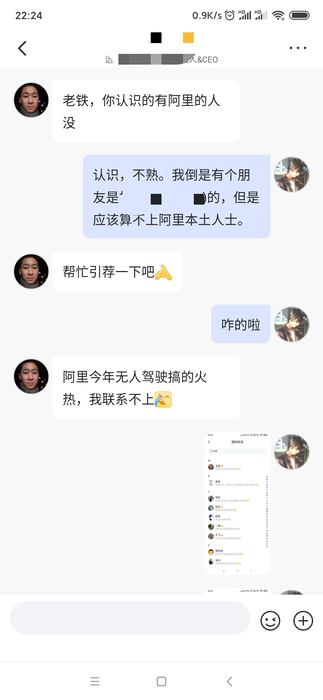 22:24
0.9K/s
人&CEO
老铁，你认识的有阿里的人
没
认识，不熟。我倒是有个朋
友是 的，但是
应该算不上阿里本土人士。
帮忙引荐一下吧
咋的啦
阿里今年无人驾驶搞的火
热，我联系不上